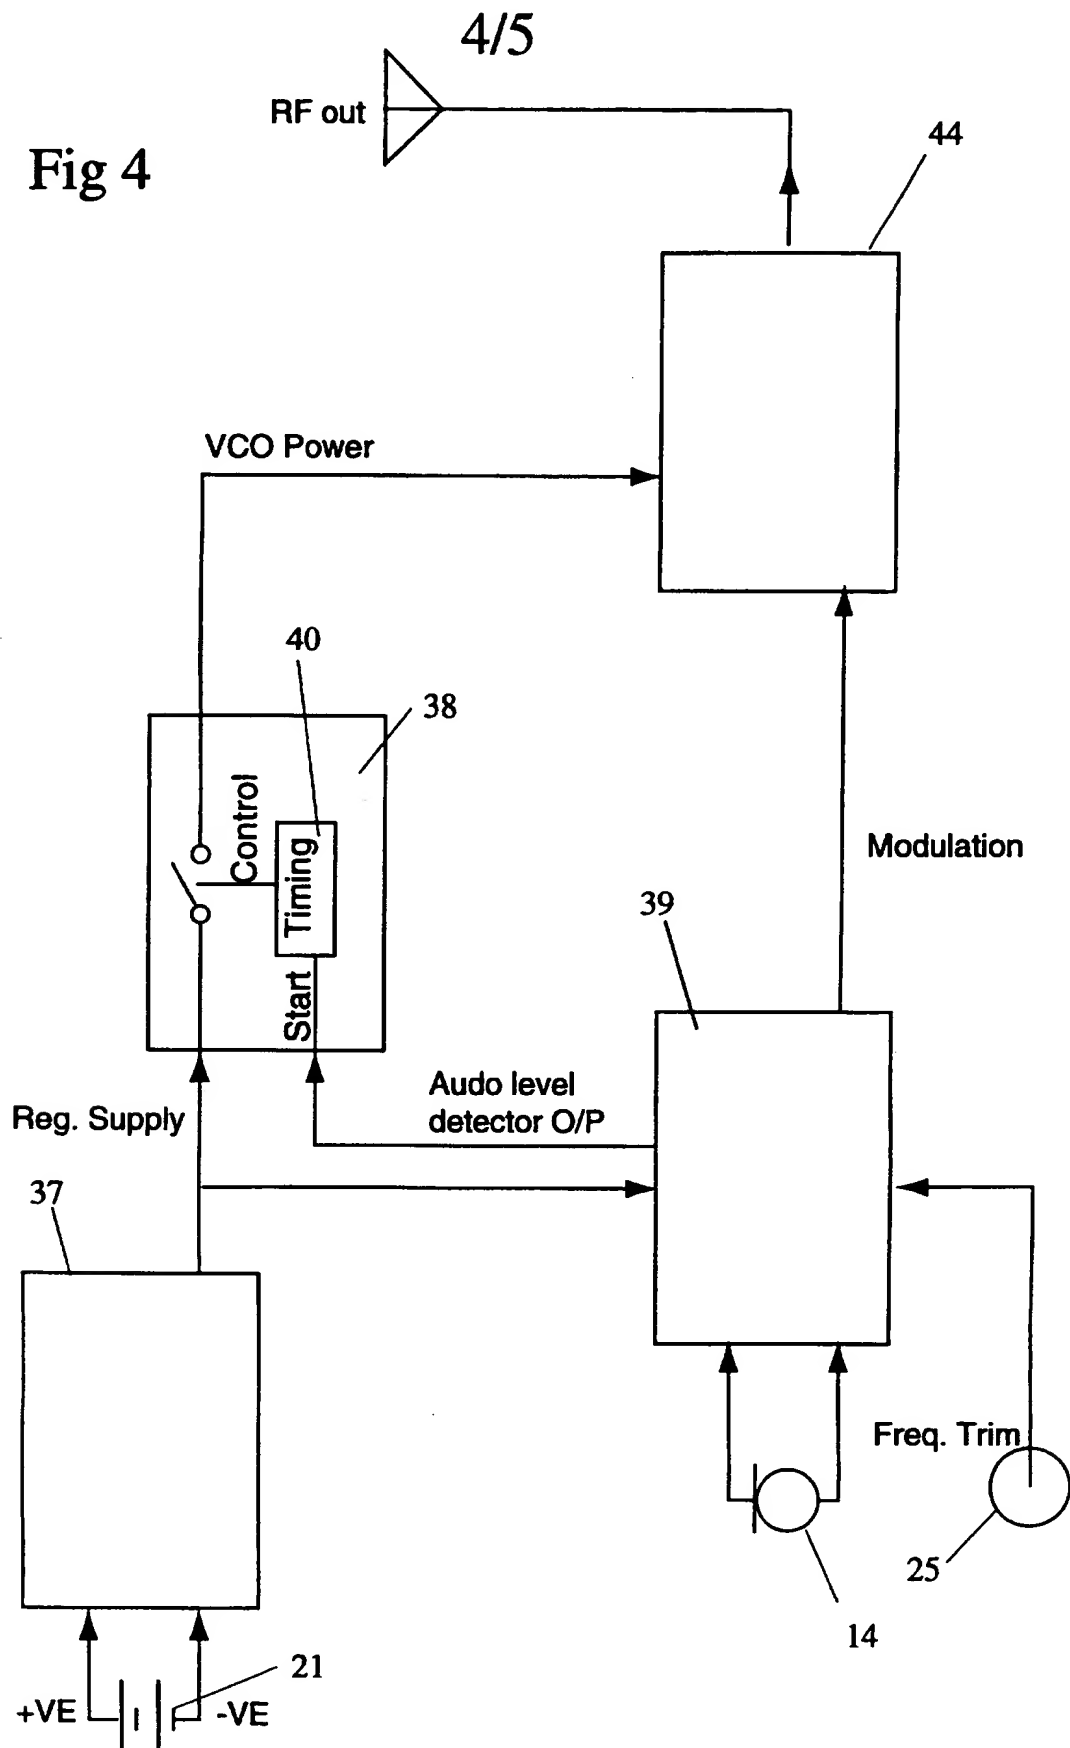 4/5
RF out
Fig 4
44
VCO Power
40
38
Control
Timing
Start
Modulation
39
Audo level
detector O/P
Reg. Supply
37
Freq. Trim
25
14
21
+VE
-VE